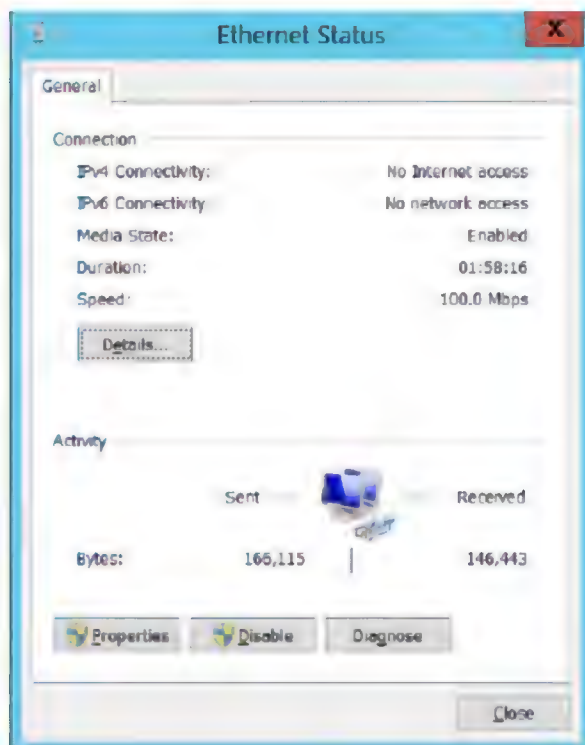 Ethernet Status
X
General
Connection
IPv4 Connectivity: No Internet access
IPv6 Connectivity No network access
Media State: Enabled
Duration: 01:58:16
Speed: 100.0 Mbps
Details...
Activity
Sent Received
Bytes: 166,115 146,443
Properties Disable Diagnose
Close